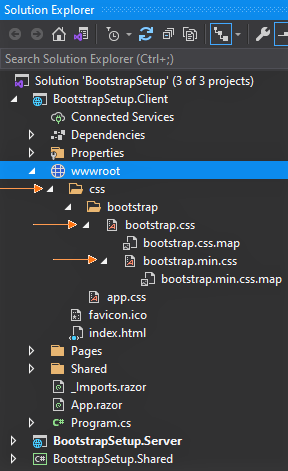 Solution Explorer
Search Solution Explorer (Ctrl+;)
Solution 'BootstrapSetup' (3 of 3 projects)
BootstrapSetup.Client
Connected Services
Dependencies
Properties
wwwroot
css
bootstrap
bootstrap.css
bootstrap.css.map
bootstrap.min.css
bootstrap.min.css.map
app.css
favicon.ico
index.html
Pages
Shared
_Imports.razor
App.razor
C# Program.cs
BootstrapSetup.Server
C# BootstrapSetup.Shared